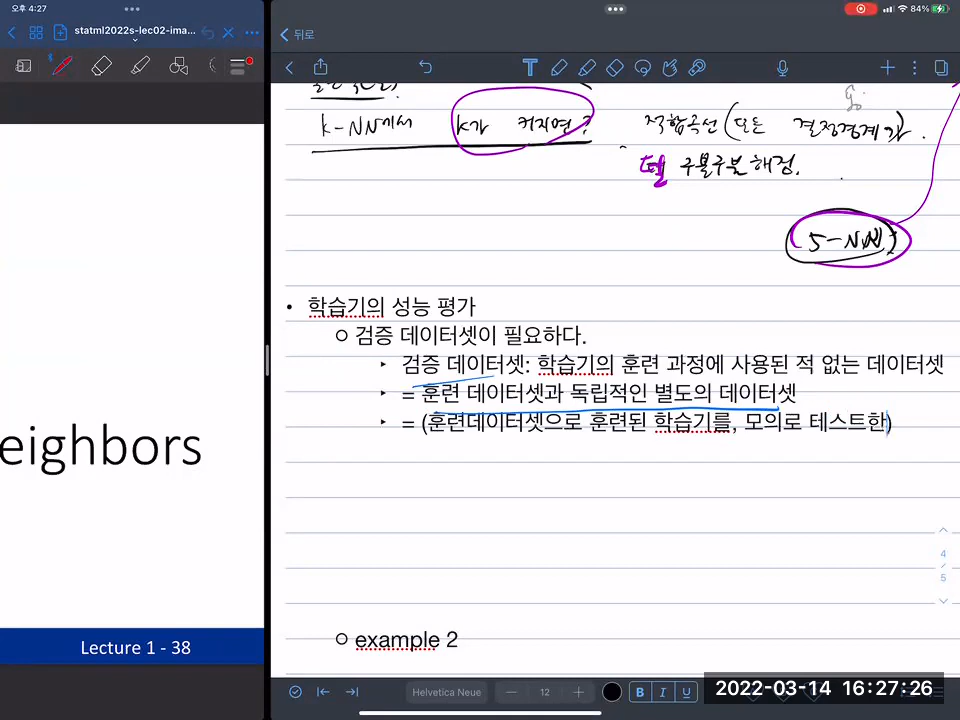 오후 4:27
84%
statml2022s-lec02-ima...
뒤로
k-NN에서 k가 커지면? 적합곡선 (또는 결정경계가)
덜 구불구불해짐.
5-NN
• 학습기의 성능 평가
○ 검증 데이터셋이 필요하다.
‣ 검증 데이터셋: 학습기의 훈련 과정에 사용된 적 없는 데이터셋
‣ = 훈련 데이터셋과 독립적인 별도의 데이터셋
‣ = (훈련데이터셋으로 훈련된 학습기를, 모의로 테스트한)
eighbors
4
5
○ example 2
Lecture 1 - 38
Helvetica Neue
12
B I U
2022-03-14 16:27:26